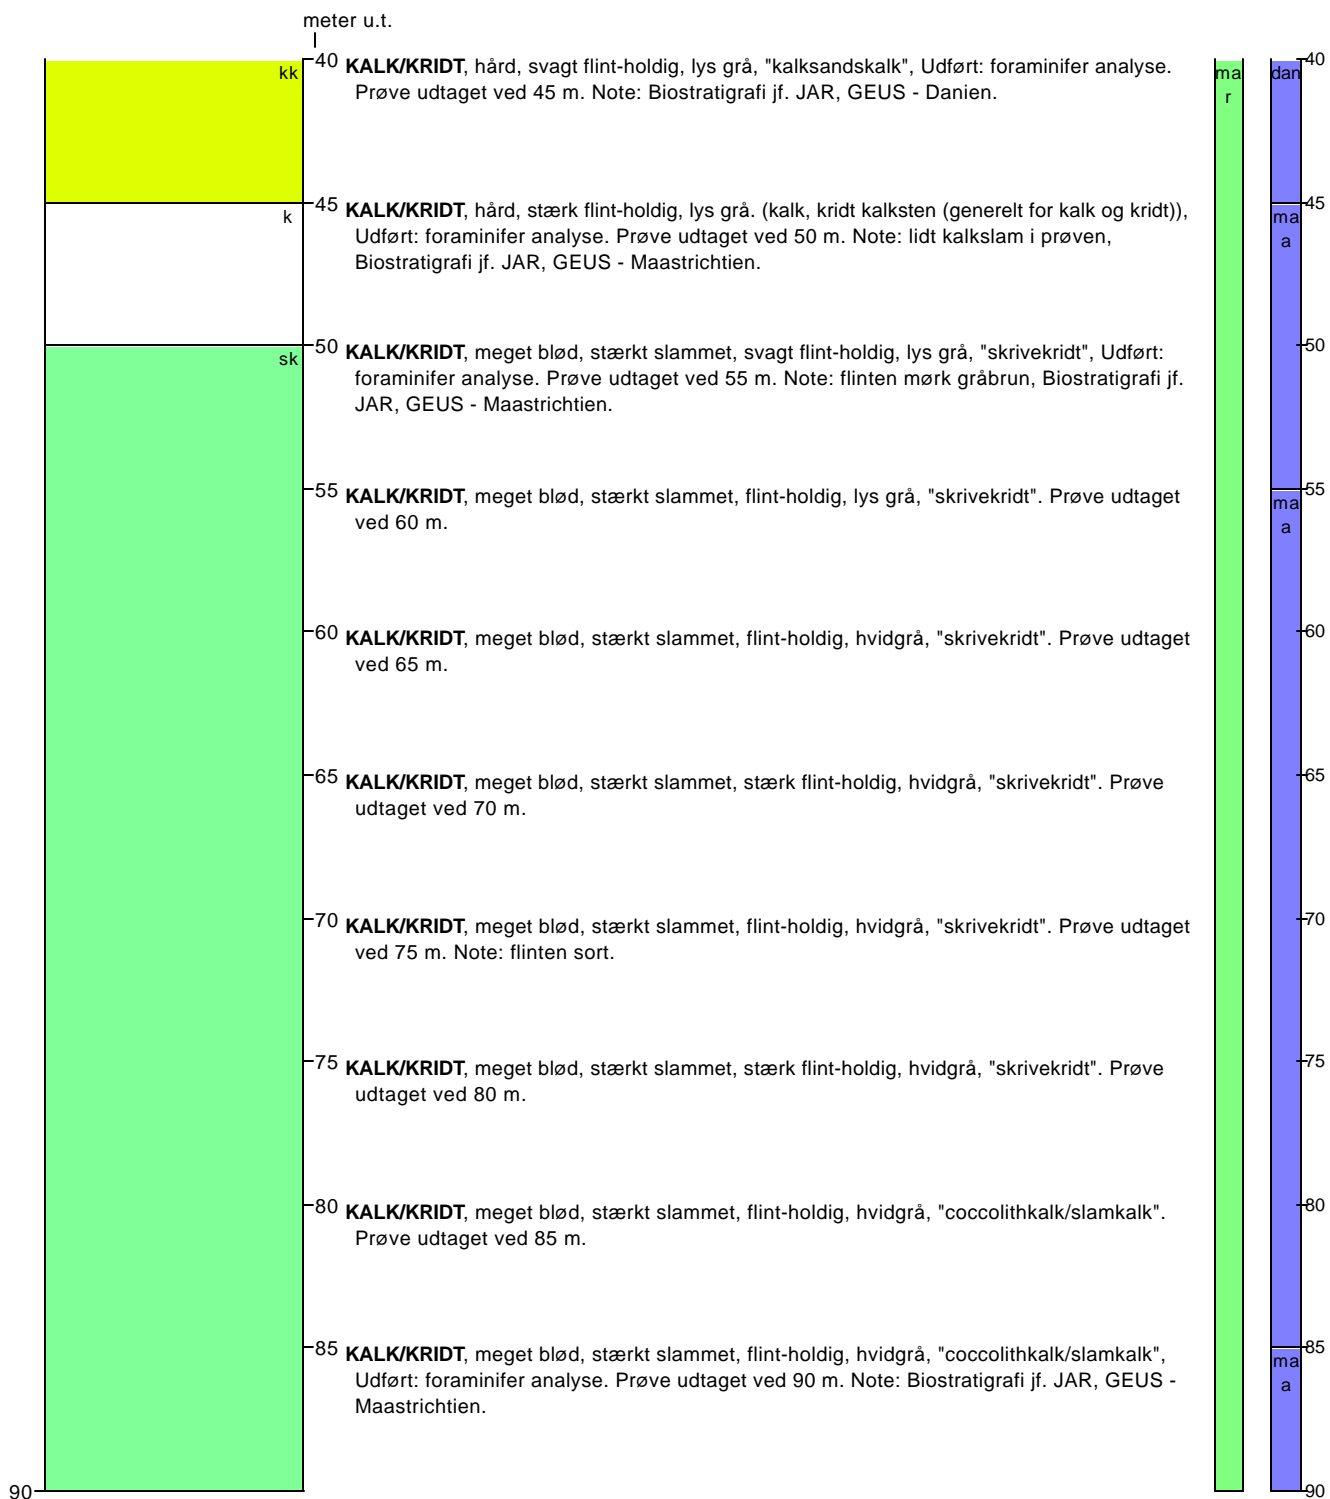 meter u.t.
kk
40 KALK/KRIDT, hård, svagt flint-holdig, lys grå, "kalksandskalk", Udført: foraminifer analyse.
Prøve udtaget ved 45 m. Note: Biostratigrafi jf. JAR, GEUS - Danien.
ma
r
dan
40
k
45 KALK/KRIDT, hård, stærk flint-holdig, lys grå. (kalk, kridt kalksten (generelt for kalk og kridt)),
Udført: foraminifer analyse. Prøve udtaget ved 50 m. Note: lidt kalkslam i prøven,
Biostratigrafi jf. JAR, GEUS - Maastrichtien.
ma
a
45
sk
50 KALK/KRIDT, meget blød, stærkt slammet, svagt flint-holdig, lys grå, "skrivekridt", Udført:
foraminifer analyse. Prøve udtaget ved 55 m. Note: flinten mørk gråbrun, Biostratigrafi jf.
JAR, GEUS - Maastrichtien.
50
55 KALK/KRIDT, meget blød, stærkt slammet, flint-holdig, lys grå, "skrivekridt". Prøve udtaget
ved 60 m.
ma
a
55
60 KALK/KRIDT, meget blød, stærkt slammet, flint-holdig, hvidgrå, "skrivekridt". Prøve udtaget
ved 65 m.
60
65 KALK/KRIDT, meget blød, stærkt slammet, stærk flint-holdig, hvidgrå, "skrivekridt". Prøve
udtaget ved 70 m.
65
70 KALK/KRIDT, meget blød, stærkt slammet, flint-holdig, hvidgrå, "skrivekridt". Prøve udtaget
ved 75 m. Note: flinten sort.
70
75 KALK/KRIDT, meget blød, stærkt slammet, stærk flint-holdig, hvidgrå, "skrivekridt". Prøve
udtaget ved 80 m.
75
80 KALK/KRIDT, meget blød, stærkt slammet, flint-holdig, hvidgrå, "coccolithkalk/slamkalk".
Prøve udtaget ved 85 m.
80
85 KALK/KRIDT, meget blød, stærkt slammet, flint-holdig, hvidgrå, "coccolithkalk/slamkalk",
Udført: foraminifer analyse. Prøve udtaget ved 90 m. Note: Biostratigrafi jf. JAR, GEUS -
Maastrichtien.
ma
a
85
90
90